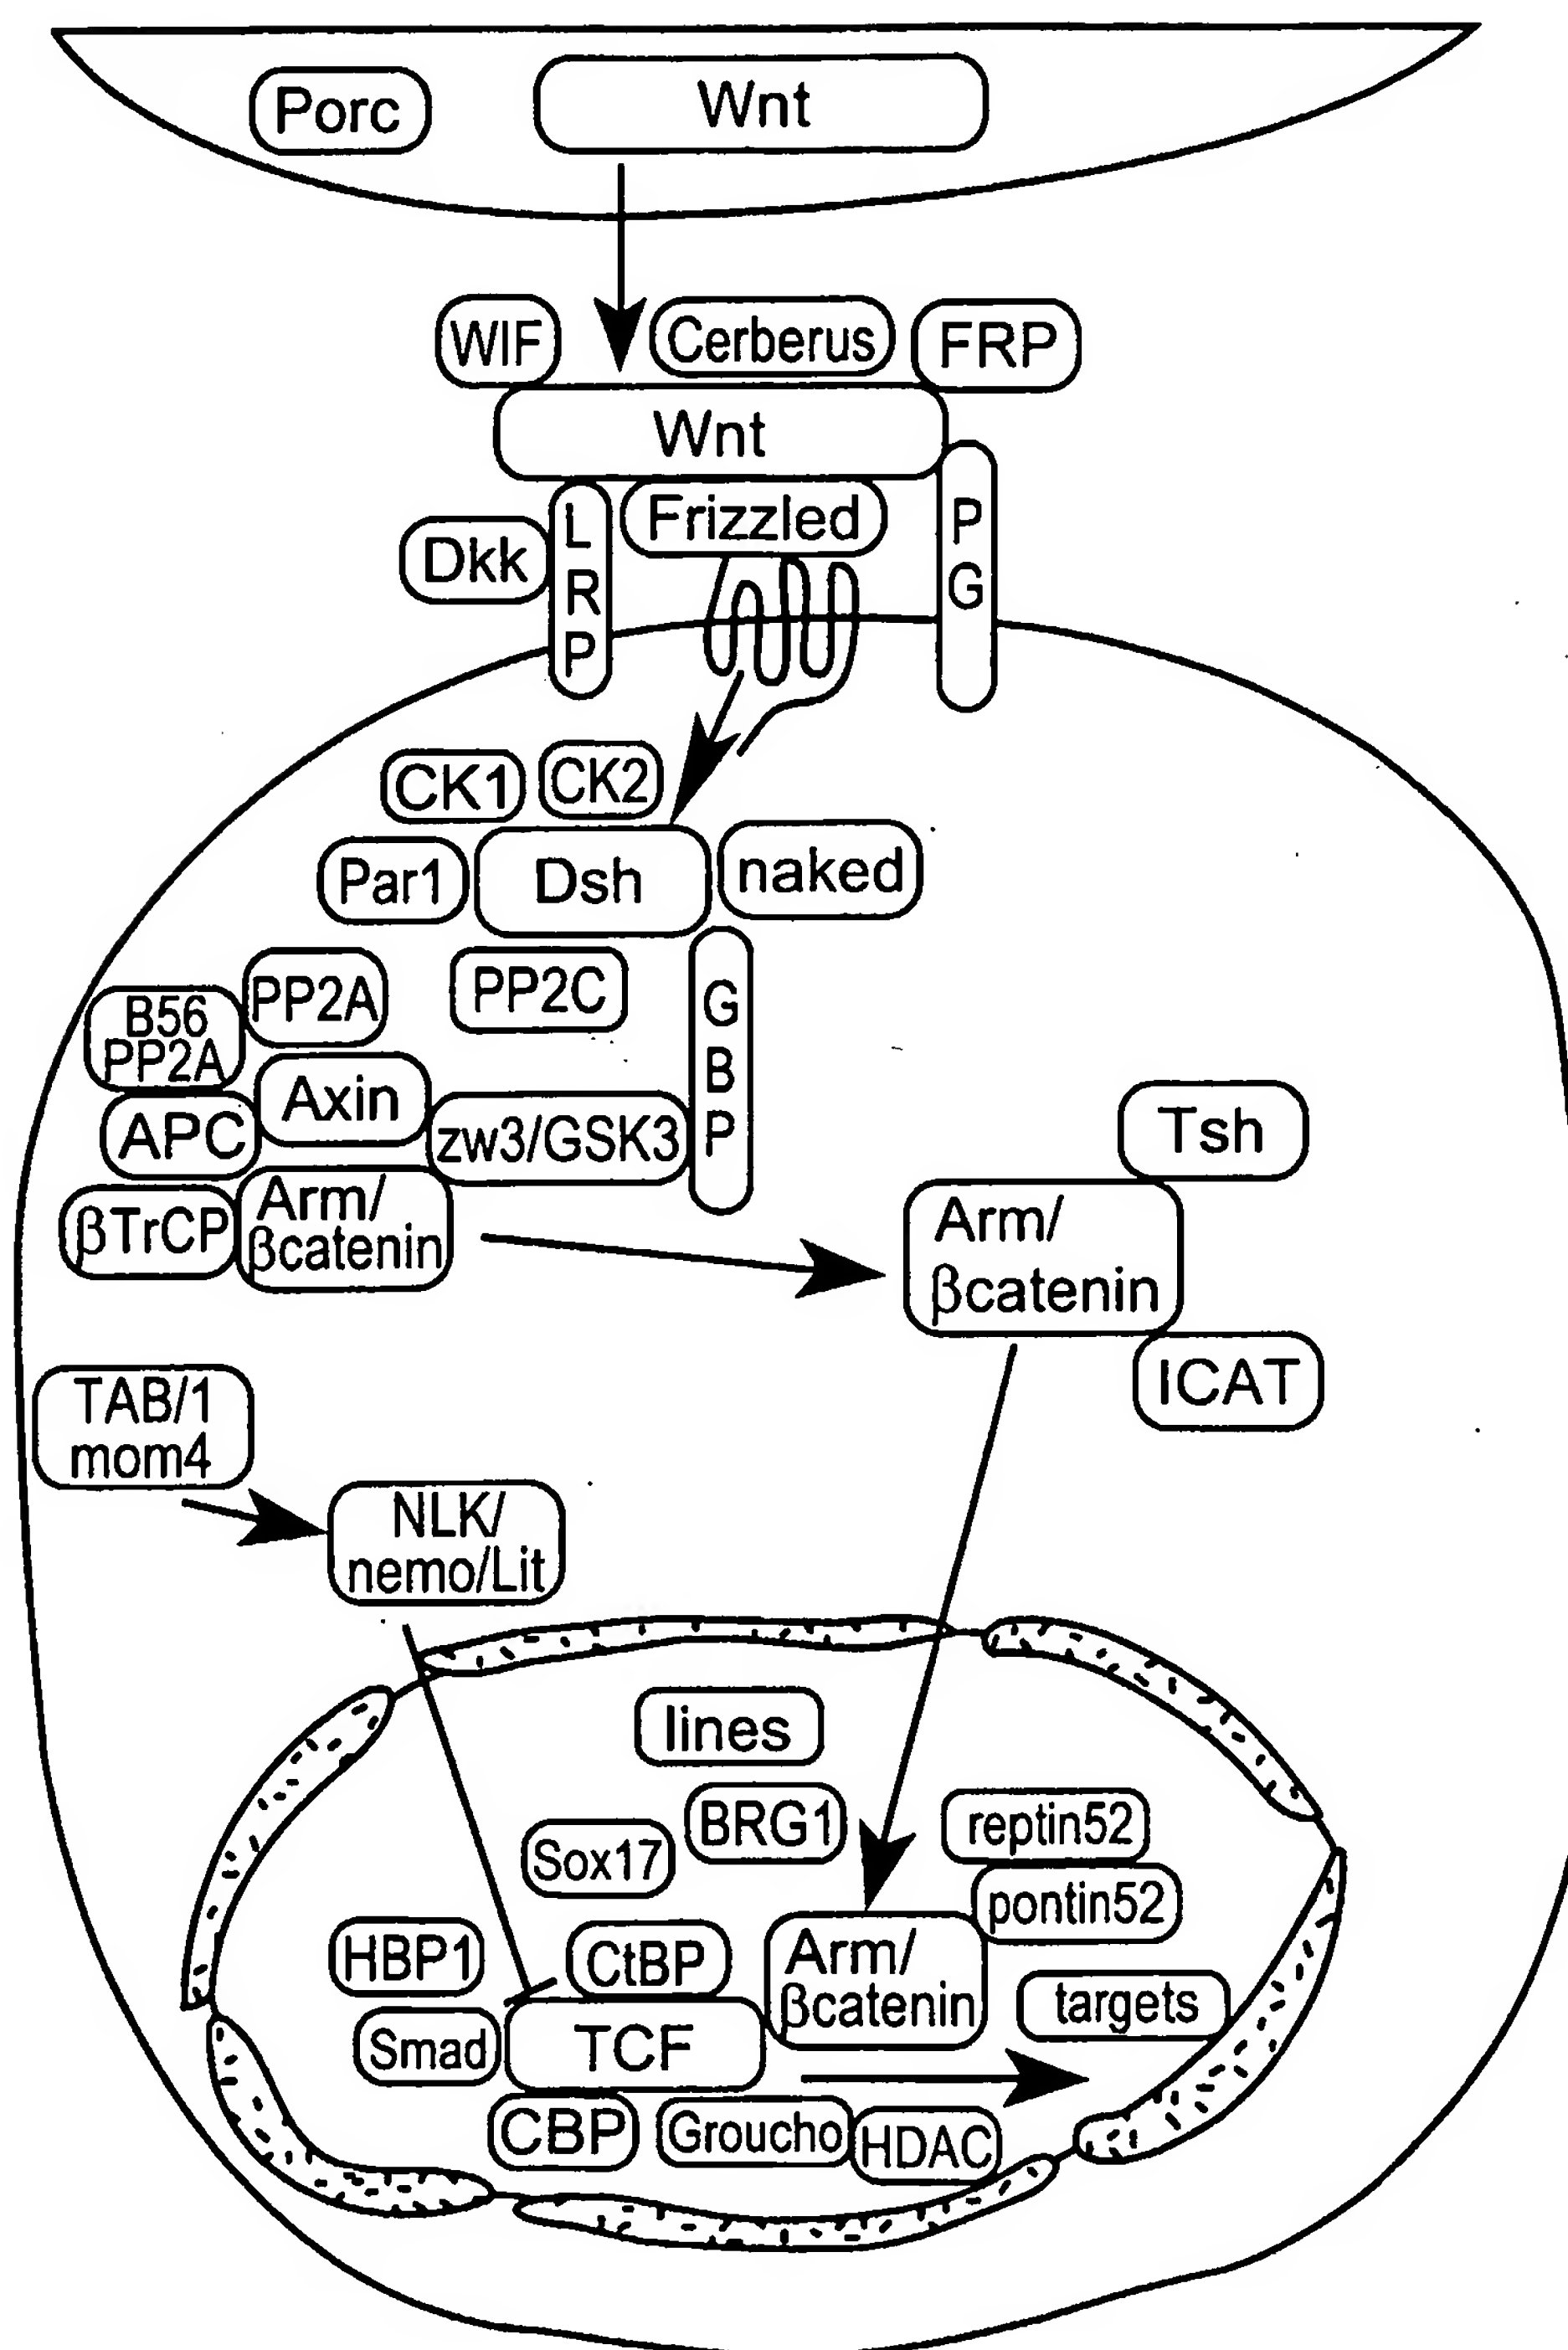 Porc
Wnt
WIF
Cerberus
FRP
Wnt
LRP
Frizzled
PG
Dkk
CK1
CK2
Par1
Dsh
naked
PP2A
PP2C
GBP
B56
PP2A
Axin
APC
zw3/GSK3
Tsh
βTrCP
Arm/
βcatenin
Arm/
βcatenin
ICAT
TAB/1
mom4
NLK/
nemo/Lit
lines
BRG1
reptin52
Sox17
pontin52
HBP1
CtBP
Arm/
βcatenin
targets
Smad
TCF
CBP
Groucho
HDAC